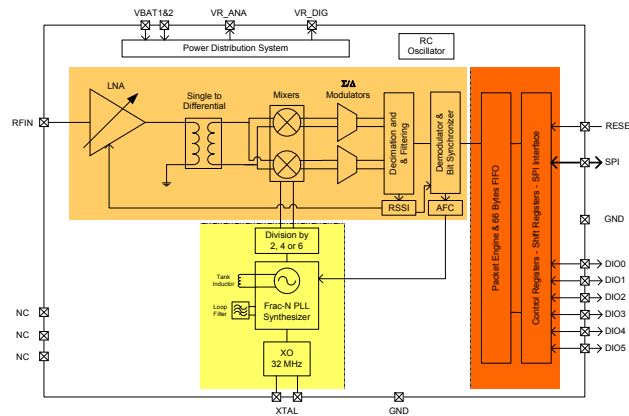 VBAT1&2
VR_ANA
VR_DIG
Power Distribution System
RC
Oscillator
LNA
Single to
Differential
Mixers
Σ/Δ
Modulators
RFIN
Decimation and
& Filtering
Demodulator &
Bit Synchronizer
RSSI
AFC
Packet Engine & 66 Bytes FIFO
Control Registers - Shift Registers - SPI Interface
RESE
SPI
GND
Division by
2, 4 or 6
Tank
Inductor
Loop
Filter
Frac-N PLL
Synthesizer
XO
32 MHz
DIO0
DIO1
DIO2
DIO3
DIO4
DIO5
NC
NC
NC
XTAL
GND